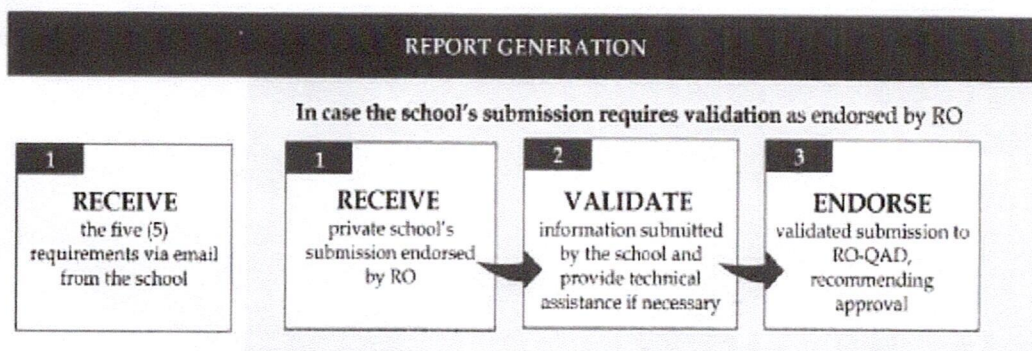 REPORT GENERATION
In case the school's submission requires validation as endorsed by RO
1
RECEIVE
the five (5)
requirements via email
from the school
1
RECEIVE
private school's
submission endorsed
by RO
2
VALIDATE
information submitted
by the school and
provide technical
assistance if necessary
3
ENDORSE
validated submission to
RO-QAD,
recommending
approval